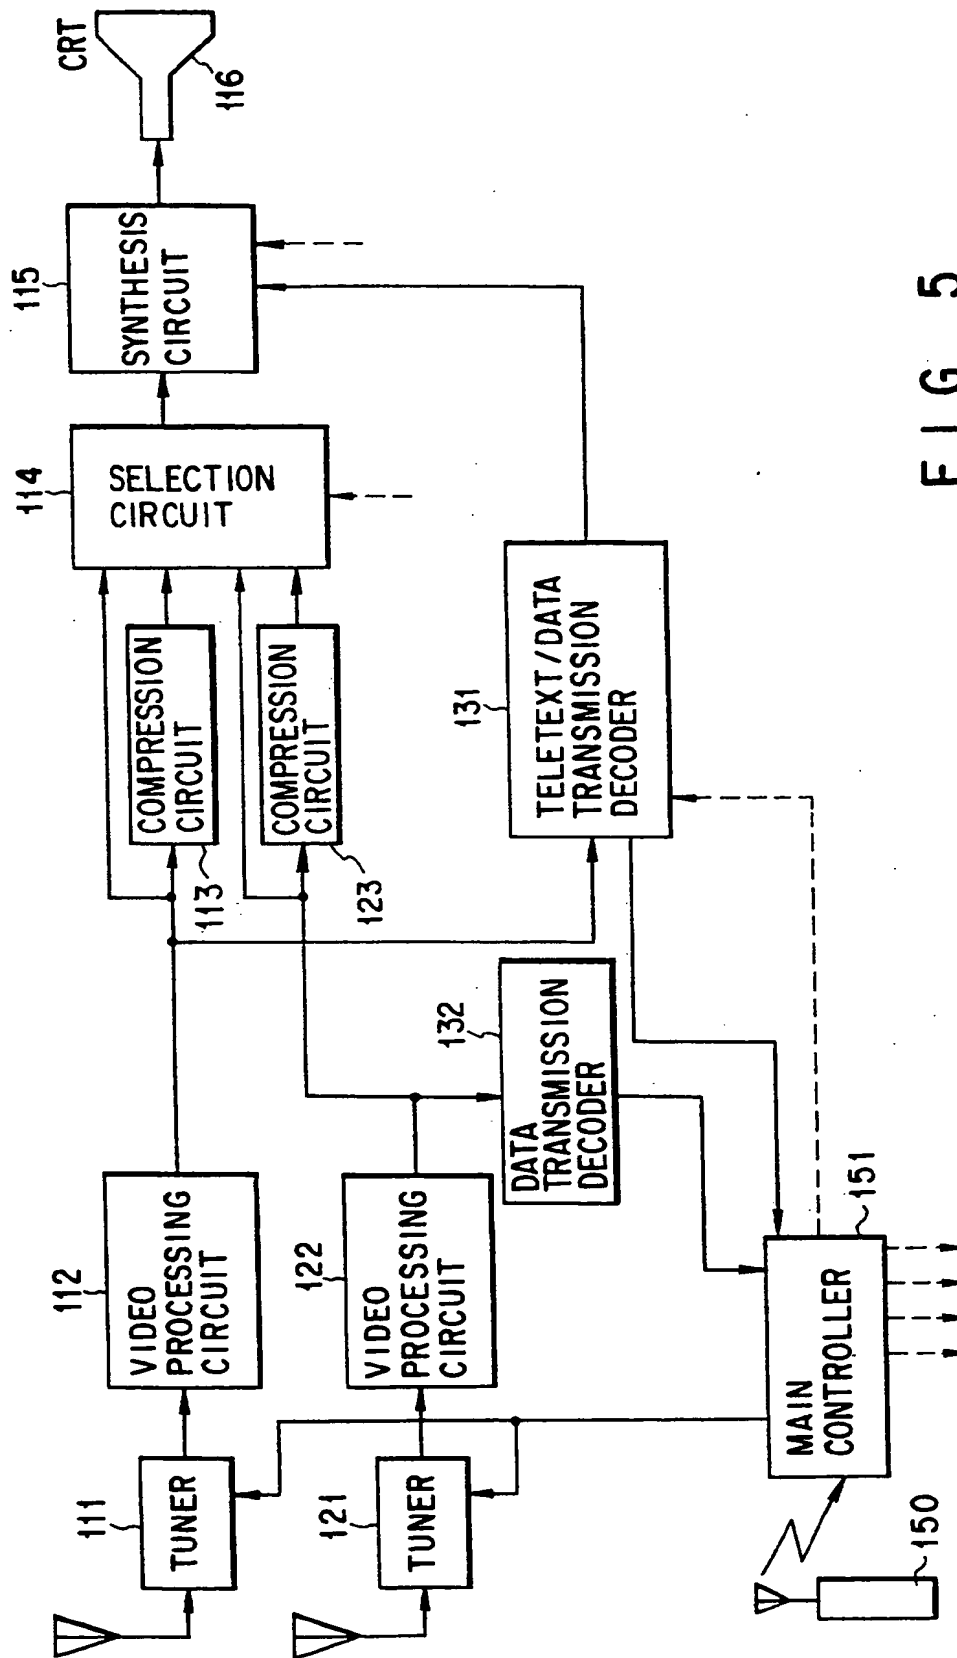 CRT
116
115
SYNTHESIS
CIRCUIT
114
SELECTION
CIRCUIT
COMPRESSION
CIRCUIT
113
COMPRESSION
CIRCUIT
123
131
TELETEXT/DATA
TRANSMISSION
DECODER
132
DATA
TRANSMISSION
DECODER
112
VIDEO
PROCESSING
CIRCUIT
122
VIDEO
PROCESSING
CIRCUIT
111
TUNER
121
TUNER
151
MAIN
CONTROLLER
150
FIG 5